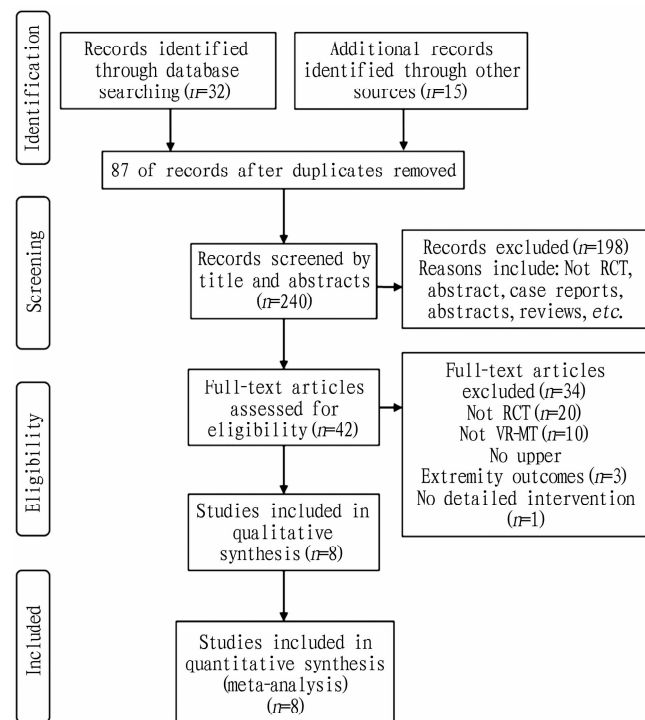 Identification
Records identified
through database
searching (n=32)
Additional records
identified through other
sources (n=15)
87 of records after duplicates removed
Screening
Records screened by
title and abstracts
(n=240)
Records excluded (n=198)
Reasons include: Not RCT,
abstract, case reports,
abstracts, reviews, etc.
Eligibility
Full-text articles
assessed for
eligibility (n=42)
Full-text articles
excluded (n=34)
Not RCT (n=20)
Not VR-MT (n=10)
No upper
Extremity outcomes (n=3)
No detailed intervention
(n=1)
Studies included in
qualitative
synthesis (n=8)
Included
Studies included in
quantitative synthesis
(meta-analysis)
(n=8)